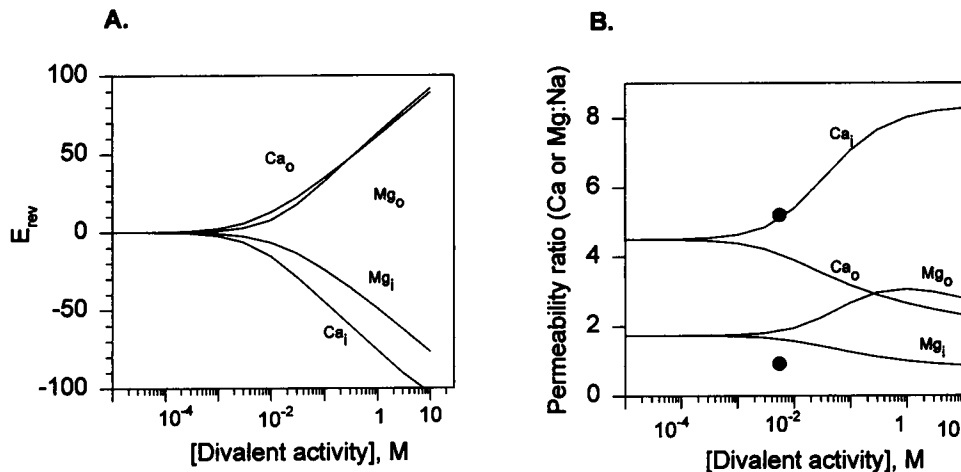 A.
E_rev
100
50
0
-50
-100
Ca_o
Mg_o
Mg_i
Ca_i
10^-4
10^-2
1
10
[Divalent activity], M
B.
Permeability ratio (Ca or Mg:Na)
8
6
4
2
0
Ca_i
Ca_o
Mg_o
Mg_i
10^-4
10^-2
1
10
[Divalent activity], M